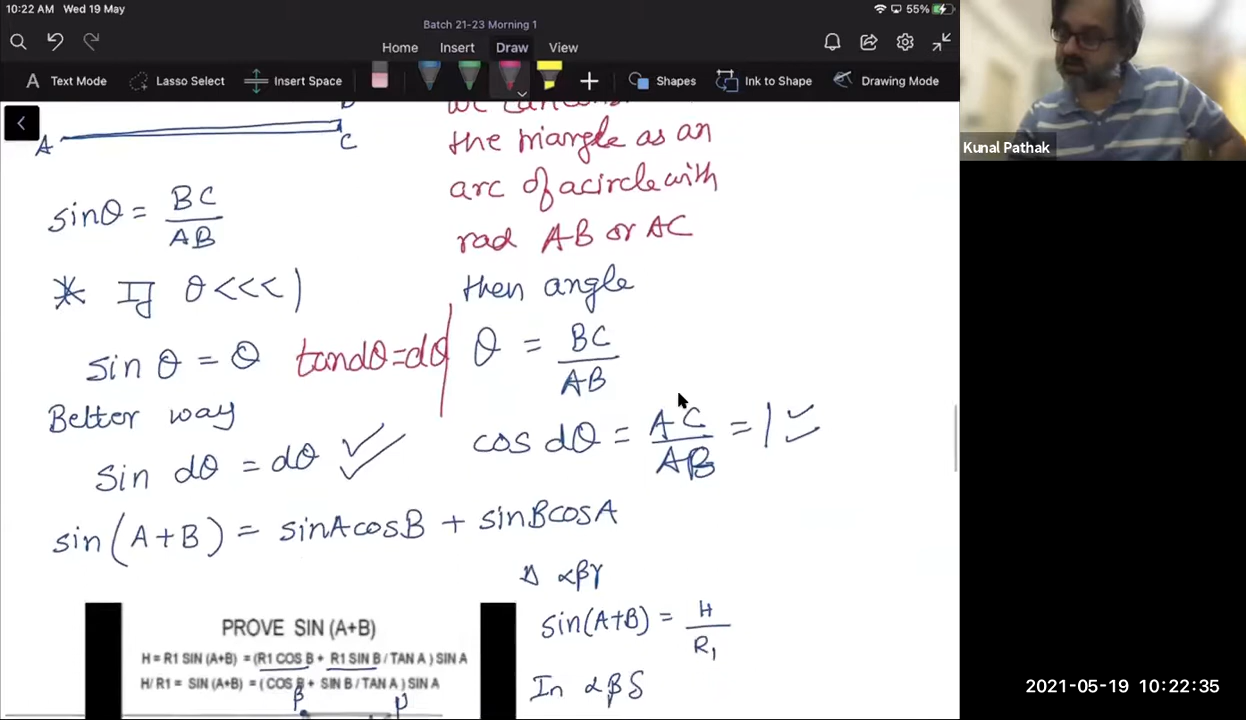 10:22 AM Wed 19 May
55%
Batch 21-23 Morning 1
Home Insert Draw View
Text Mode Lasso Select Insert Space Shapes Ink to Shape Drawing Mode
Kunal Pathak
A C
the triangle as an
arc of a circle with
rad AB or AC
then angle
θ = BC/AB
cos dθ = AC/AB = 1 ✓
sinθ = BC/AB
* If θ <<< 1
sin θ = θ tandθ=dθ
Better way
sin dθ = dθ ✓
sin(A+B) = sinAcosB + sinBcosA
Δ αβγ
sin(A+B) = H/R₁
In αβδ
PROVE SIN (A+B)
H = R1 SIN (A+B) = (R1 COS B + R1 SIN B / TAN A ) SIN A
H/ R1 = SIN (A+B) = ( COS B + SIN B / TAN A ) SIN A
β
2021-05-19 10:22:35